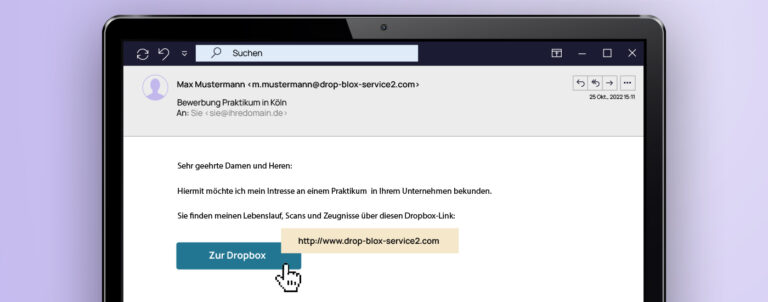 Suchen
Max Mustermann <m.mustermann@drop-blox-service2.com>
Bewerbung Praktikum in Köln
An: Sie <sie@ihredomain.de>
25 Okt., 2022 15:11
Sehr geehrte Damen und Heren:
Hiermit möchte ich mein Intresse an einem Praktikum in Ihrem Unternehmen bekunden.
Sie finden meinen Lebenslauf, Scans und Zeugnisse über diesen Dropbox-Link:
http://www.drop-blox-service2.com
Zur Dropbox